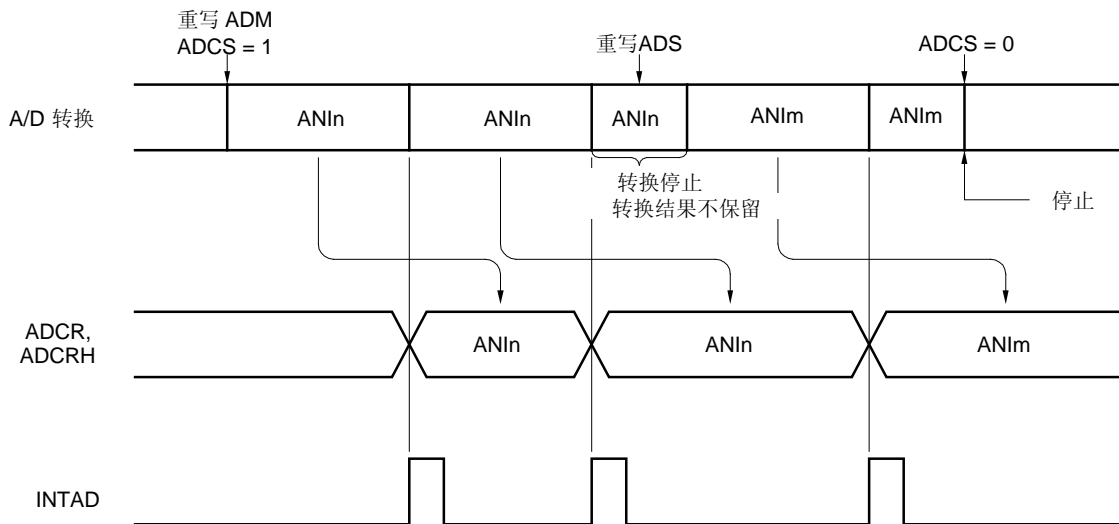 重写 ADM
ADCS = 1
重写ADS
ADCS = 0
A/D 转换
ANIn
ANIn
ANIn
ANIm
ANIm
转换停止
转换结果不保留
停止
ADCR,
ADCRH
ANIn
ANIn
ANIm
INTAD